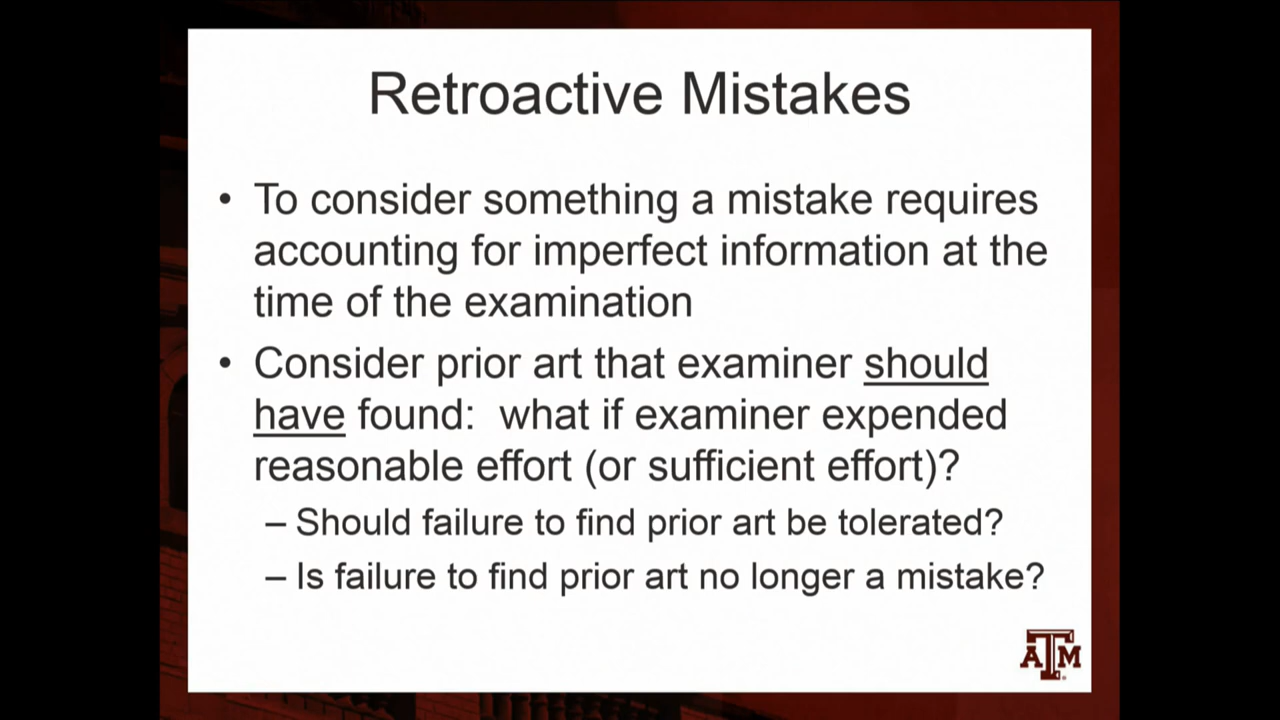 Retroactive Mistakes
• To consider something a mistake requires
accounting for imperfect information at the
time of the examination
• Consider prior art that examiner should
have found:  what if examiner expended
reasonable effort (or sufficient effort)?
– Should failure to find prior art be tolerated?
– Is failure to find prior art no longer a mistake?
ATM